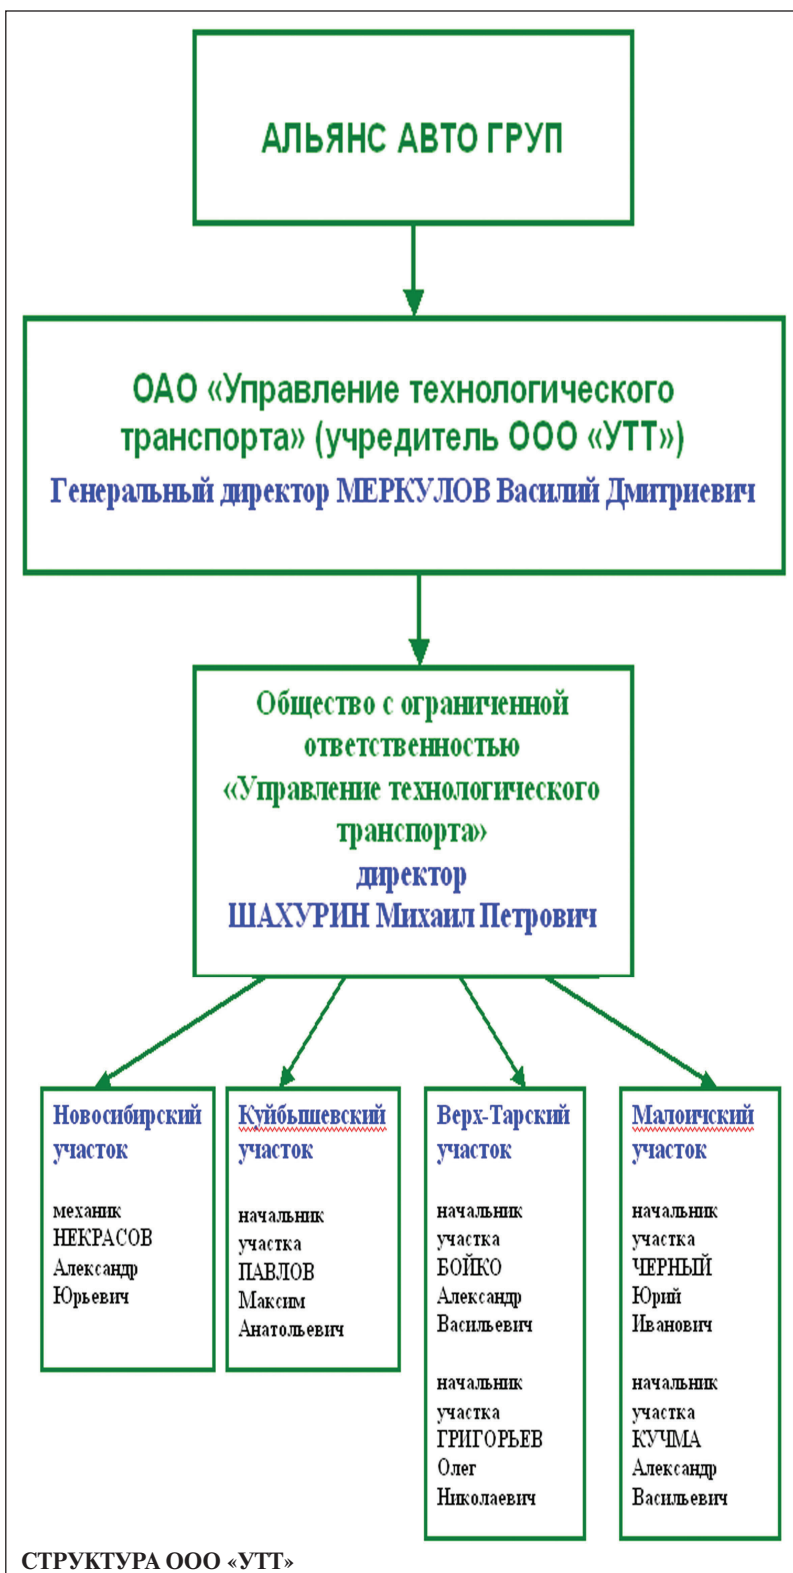 АЛЬЯНС АВТО ГРУП
ОАО «Управление технологического
транспорта» (учредитель ООО «УТТ»)
Генеральный директор МЕРКУЛОВ Василий Дмитриевич
Общество с ограниченной
ответственностью
«Управление технологического
транспорта»
директор
ШАХУРИН Михаил Петрович
Новосибирский
участок
механик
НЕКРАСОВ
Александр
Юрьевич
Куйбышевский
участок
начальник
участка
ПАВЛОВ
Максим
Анатольевич
Верх-Тарский
участок
начальник
участка
БОЙКО
Александр
Васильевич
начальник
участка
ГРИГОРЬЕВ
Олег
Николаевич
Малоичский
участок
начальник
участка
ЧЕРНЫЙ
Юрий
Иванович
начальник
участка
КУЧМА
Александр
Васильевич
СТРУКТУРА ООО «УТТ»